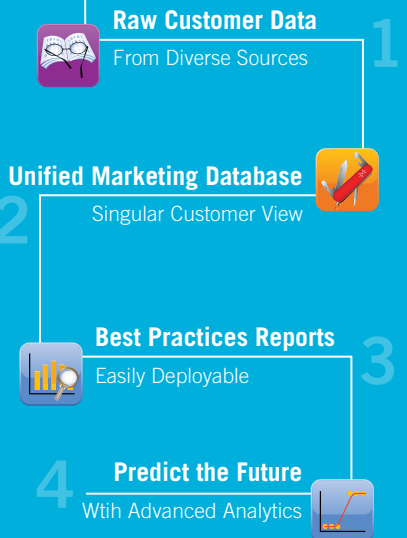 Raw Customer Data
From Diverse Sources
1
Unified Marketing Database
Singular Customer View
2
Best Practices Reports
Easily Deployable
3
4
Predict the Future
Wtih Advanced Analytics